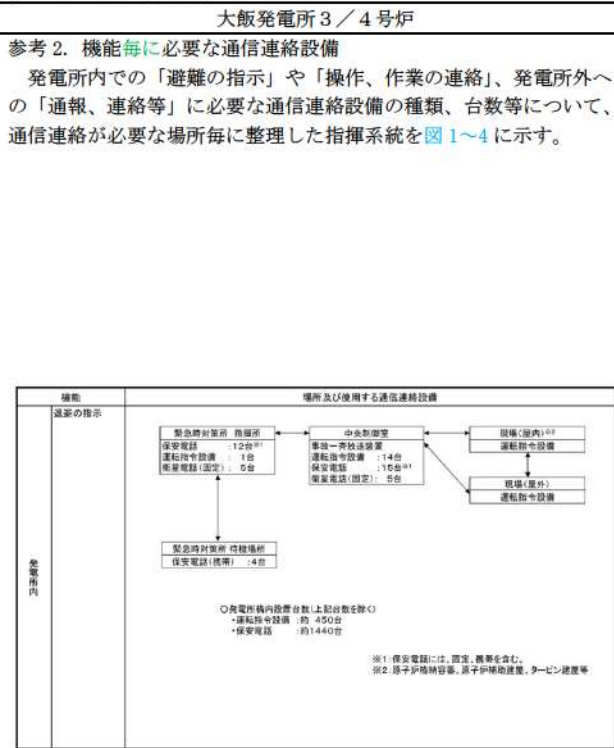 大飯発電所３／４号炉
参考 2. 機能毎に必要な通信連絡設備
発電所内での「避難の指示」や「操作、作業の連絡」、発電所外へ
の「通報、連絡等」に必要な通信連絡設備の種類、台数等について、
通信連絡が必要な場所毎に整理した指揮系統を図 1～4 に示す。
機能
場所及び使用する通信連絡設備
発電所内
退避の指示
緊急時対策所 指揮所
保安電話 :12台※1
運転指令設備 : 1台
衛星電話(固定): 5台
中央制御室
事故一斉放送装置
運転指令設備 :14台
保安電話 :15台※1
衛星電話(固定): 5台
現場(屋内)※2
運転指令設備
現場(屋外)
運転指令設備
緊急時対策所 待機場所
保安電話(携帯) :4台
○発電所構内設置台数(上記台数を除く)
・運転指令設備 :約 450台
・保安電話 :約1440台
※1:保安電話には、固定、携帯を含む。
※2:原子炉格納容器、原子炉補助建屋、タービン建屋等